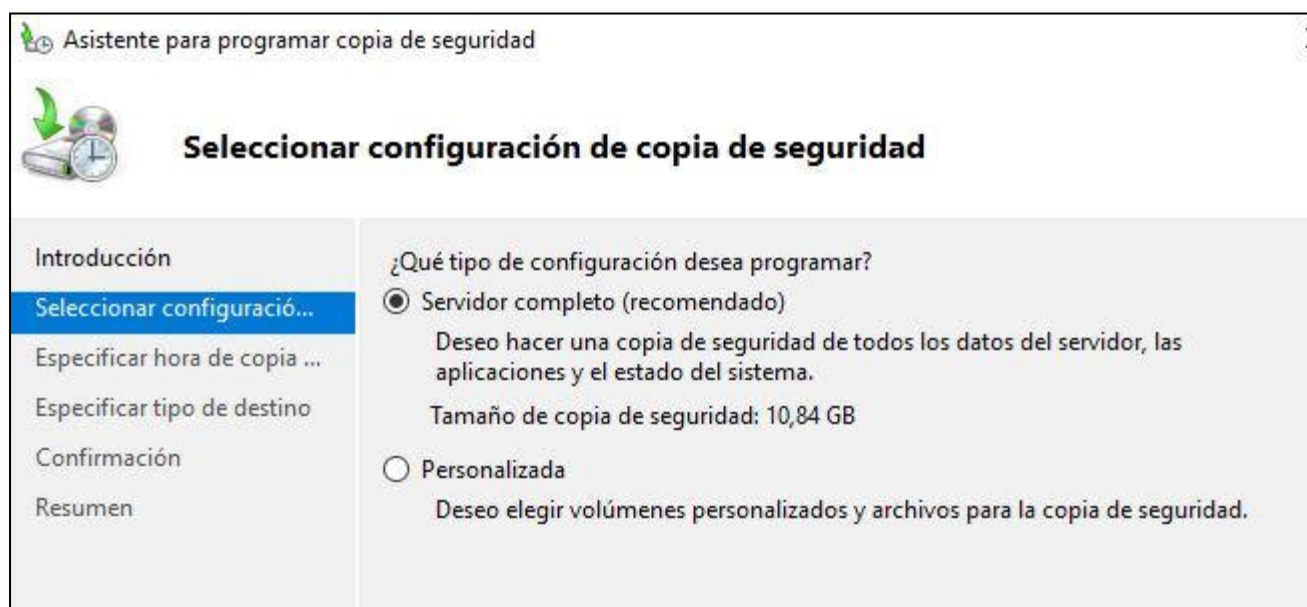 Asistente para programar copia de seguridad
Seleccionar configuración de copia de seguridad
Introducción
Seleccionar configuració...
Especificar hora de copia ...
Especificar tipo de destino
Confirmación
Resumen
¿Qué tipo de configuración desea programar?
Servidor completo (recomendado)
Deseo hacer una copia de seguridad de todos los datos del servidor, las
aplicaciones y el estado del sistema.
Tamaño de copia de seguridad: 10,84 GB
Personalizada
Deseo elegir volúmenes personalizados y archivos para la copia de seguridad.